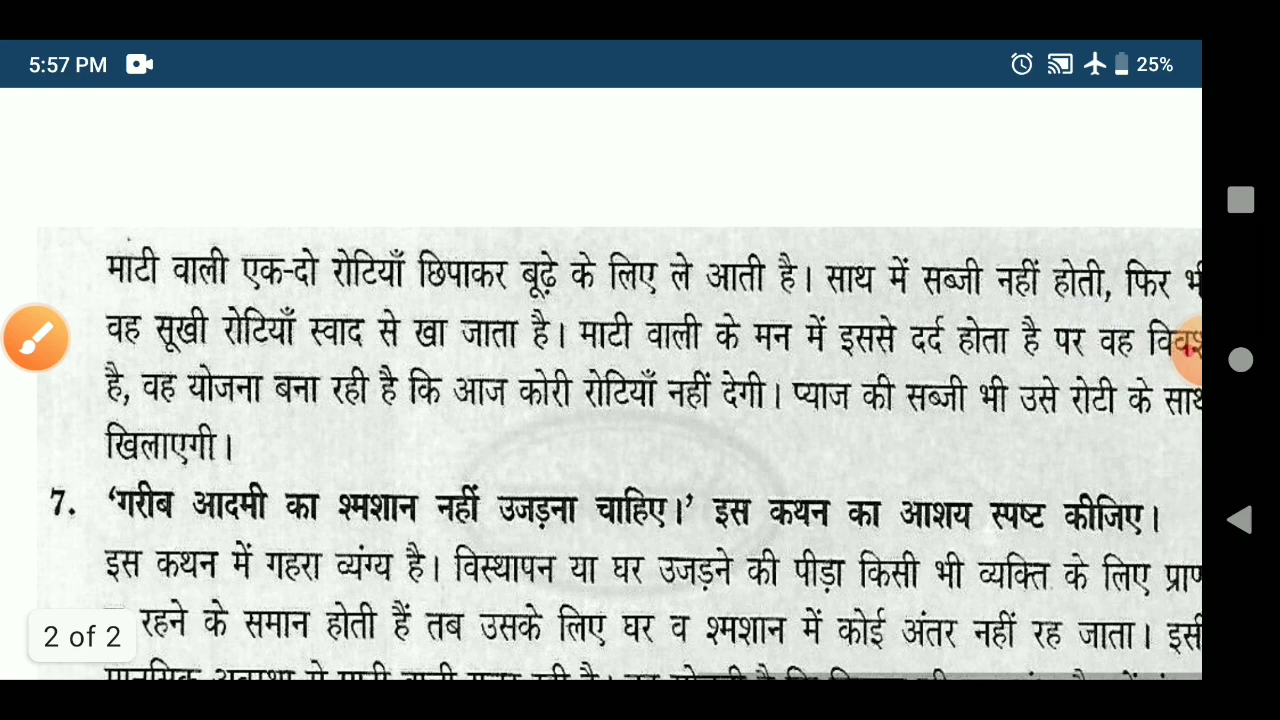 5:57 PM
25%
माटी वाली एक-दो रोटियाँ छिपाकर बूढ़े के लिए ले आती है। साथ में सब्जी नहीं होती, फिर
वह सूखी रोटियाँ स्वाद से खा जाता है। माटी वाली के मन में इससे दर्द होता है पर वह
है, वह योजना बना रही है कि आज कोरी रोटियाँ नहीं देगी। प्याज की सब्जी भी उसे रोटी के
खिलाएगी।
7. ‘गरीब आदमी का श्मशान नहीं उजड़ना चाहिए।’ इस कथन का आशय स्पष्ट कीजिए।
इस कथन में गहरा व्यंग्य है। विस्थापन या घर उजड़ने की पीड़ा किसी भी व्यक्ति के लिए
रहने के समान होती हैं तब उसके लिए घर व श्मशान में कोई अंतर नहीं रह जाता।
2 of 2